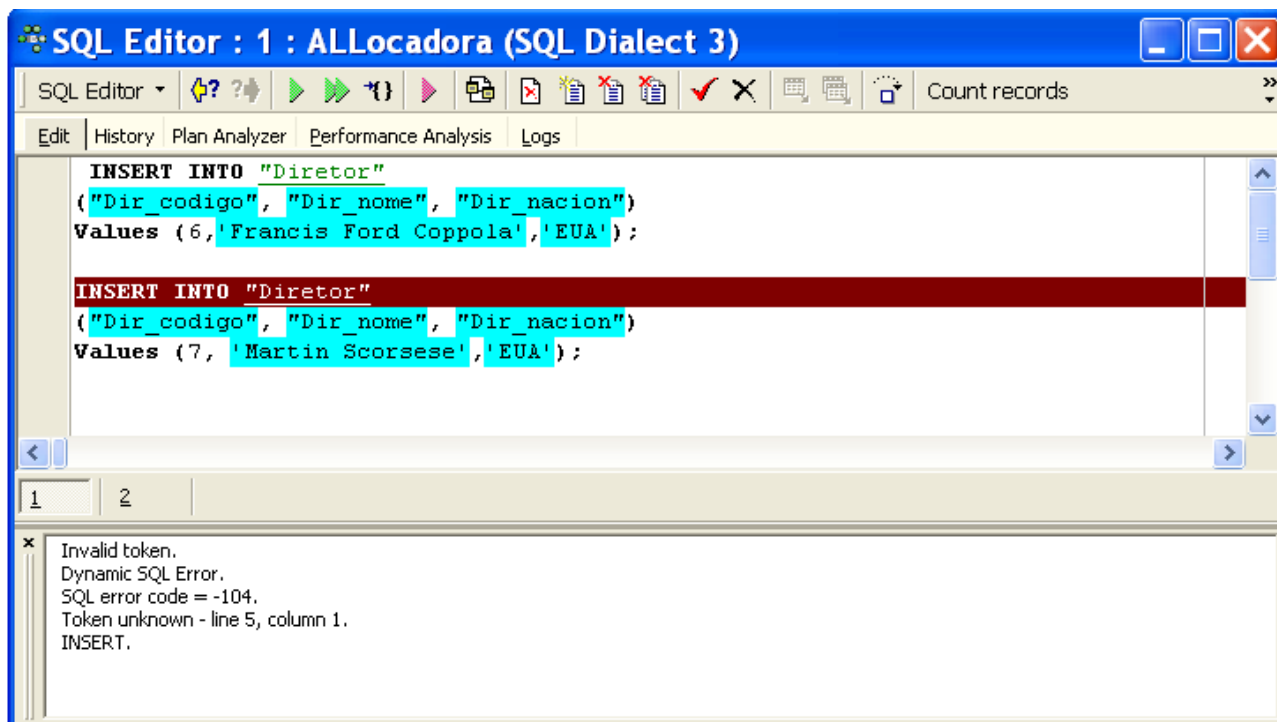 SQL Editor : 1 : ALLocadora (SQL Dialect 3)
SQL Editor Count records
Edit History Plan Analyzer Performance Analysis Logs
INSERT INTO "Diretor"
("Dir_codigo", "Dir_nome", "Dir_nacion")
Values (6,'Francis Ford Coppola','EUA');
INSERT INTO "Diretor"
("Dir_codigo", "Dir_nome", "Dir_nacion")
Values (7, 'Martin Scorsese','EUA');
1 2
Invalid token.
Dynamic SQL Error.
SQL error code = -104.
Token unknown - line 5, column 1.
INSERT.